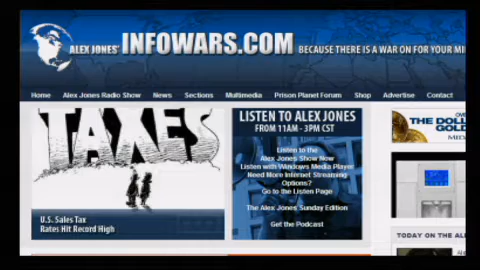 ALEX JONES' INFOWARS.COM BECAUSE THERE IS A WAR ON FOR YOUR MI
Home Alex Jones Radio Show News Sections Multimedia Prison Planet Forum Shop Advertise Contact
TAXES
U.S. Sales Tax
Rates Hit Record High
LISTEN TO ALEX JONES
FROM 11AM - 3PM CST
Listen to the
Alex Jones Show Now
Listen with Windows Media Player
Need More Internet Streaming
Options?
Go to the Listen Page
The Alex Jones Sunday Edition
Get the Podcast
THE DOLL
GOL
TODAY ON THE AL